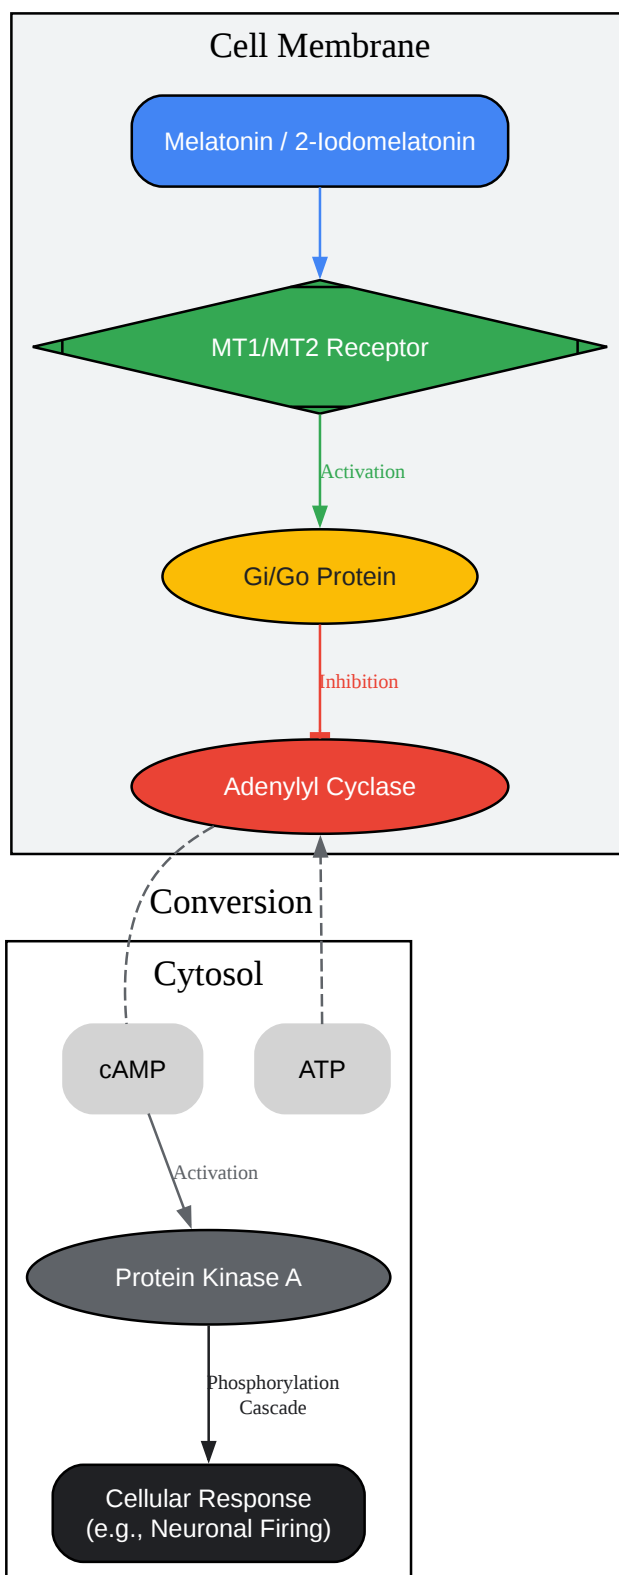 Cell Membrane
Melatonin / 2-Iodomelatonin
MT1/MT2 Receptor
Activation
Gi/Go Protein
Inhibition
Adenylyl Cyclase
Conversion
Cytosol
cAMP
ATP
Activation
Protein Kinase A
Phosphorylation
Cascade
Cellular Response
(e.g., Neuronal Firing)